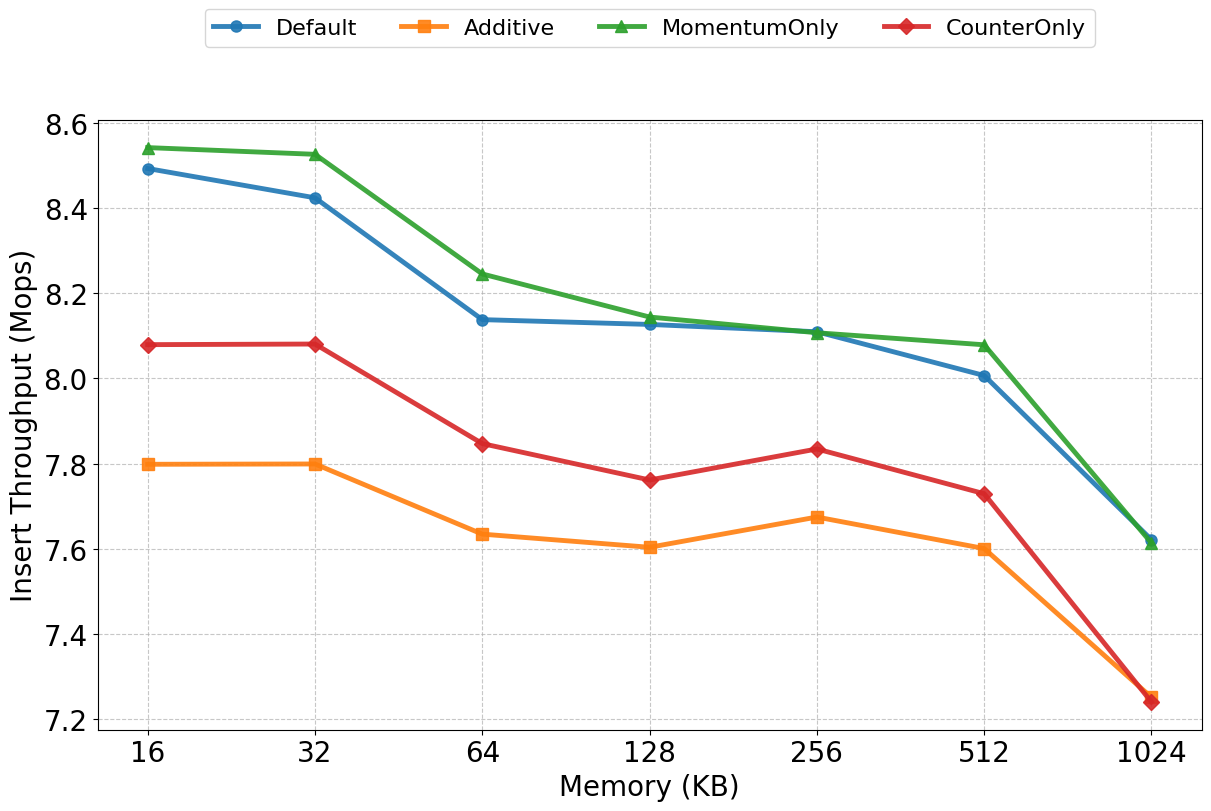 Default Additive MomentumOnly CounterOnly
Insert Throughput (Mops)
8.6
8.4
8.2
8.0
7.8
7.6
7.4
7.2
16 32 64 128 256 512 1024
Memory (KB)